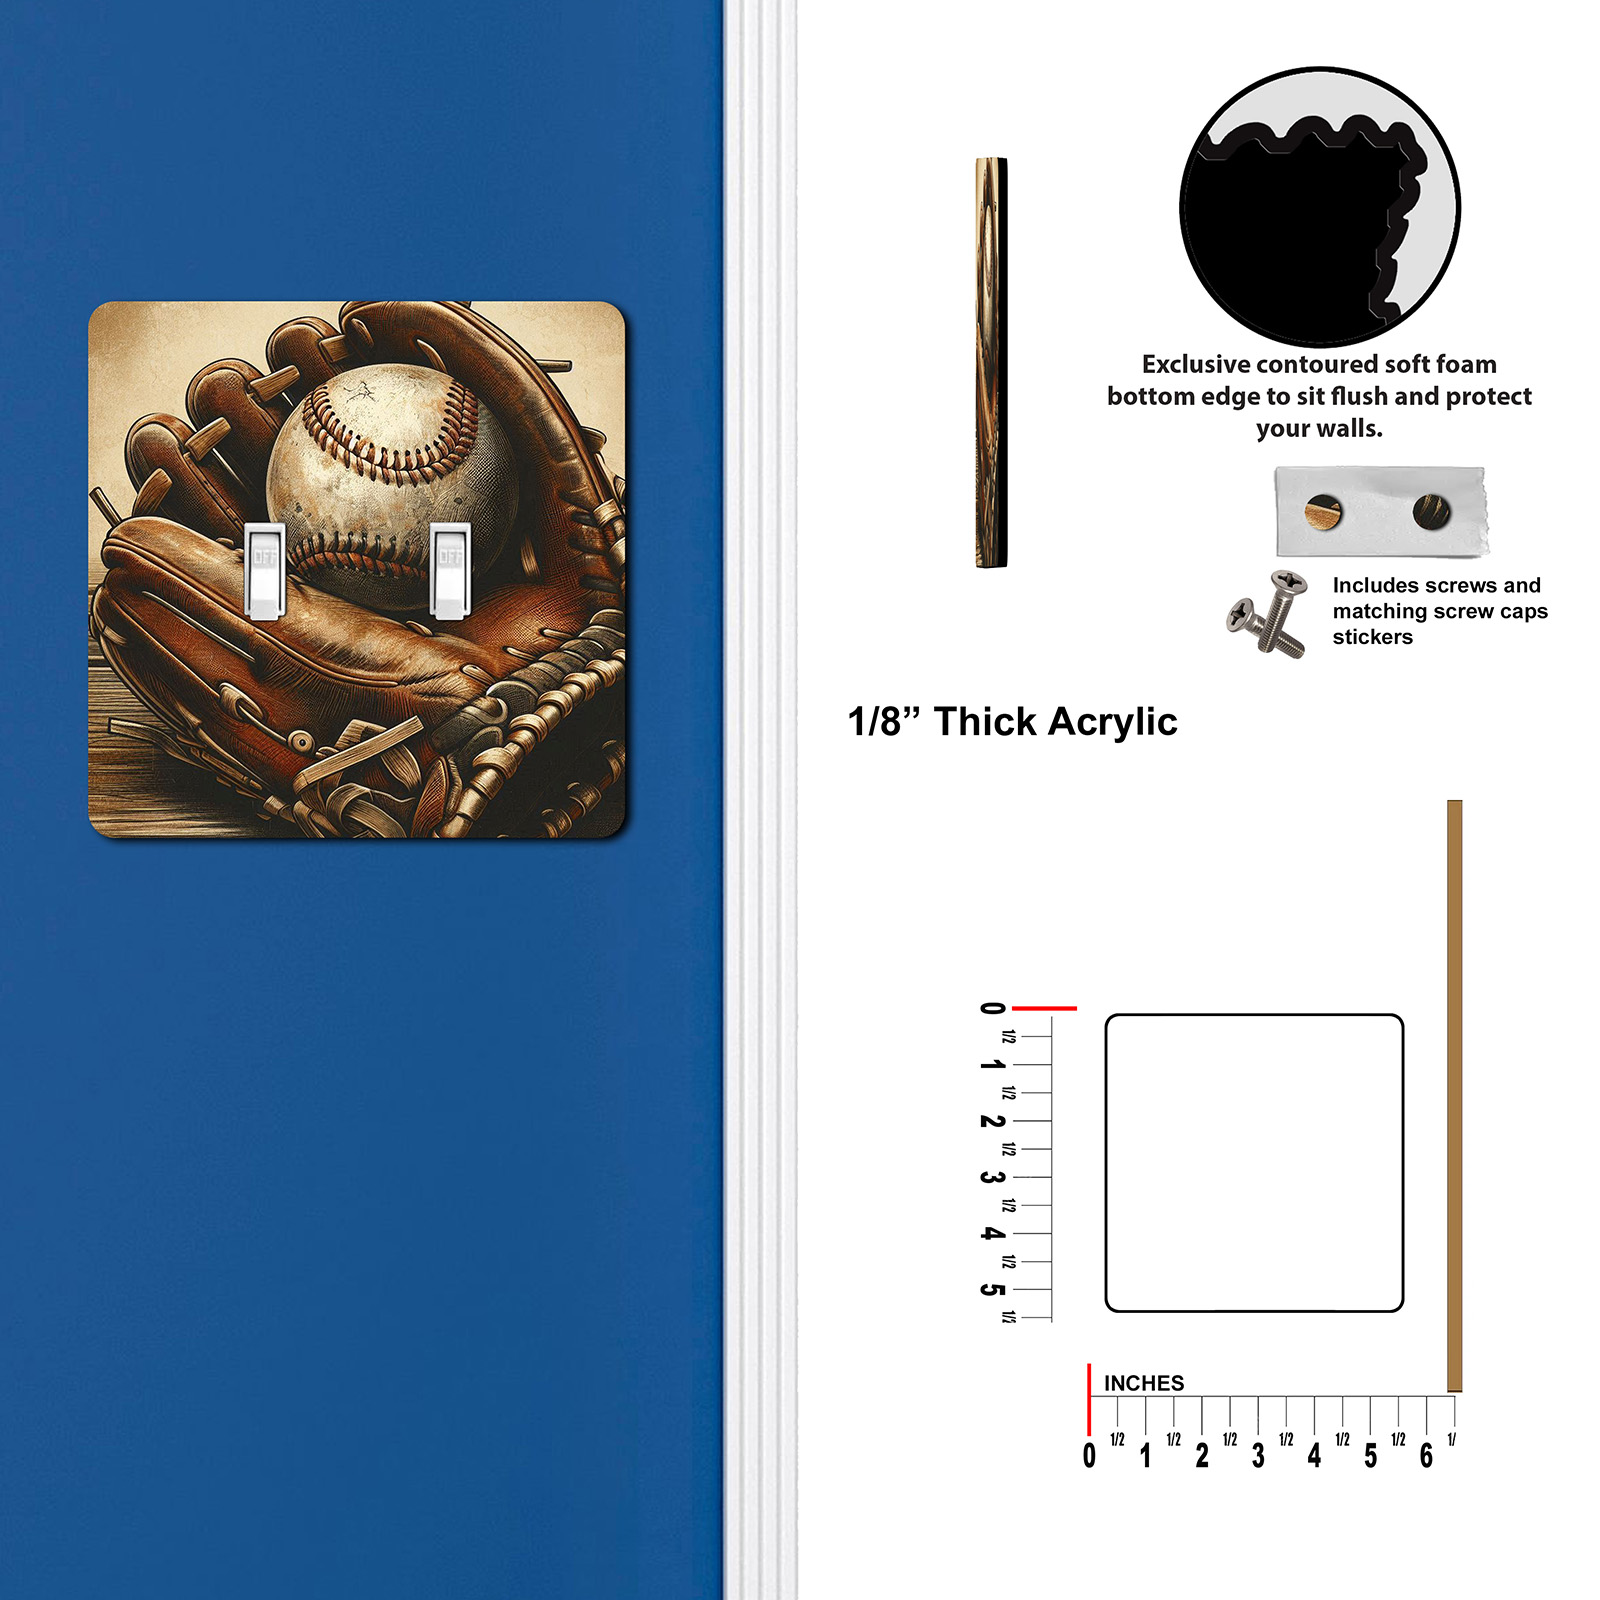 OFF
OFF
Exclusive contoured soft foam
bottom edge to sit flush and protect
your walls.
Includes screws and
matching screw caps
stickers
1/8” Thick Acrylic
0
1/2
1
1/2
2
1/2
3
1/2
4
1/2
5
1/2
INCHES
0 1/2 1 1/2 2 1/2 3 1/2 4 1/2 5 1/2 6 1/